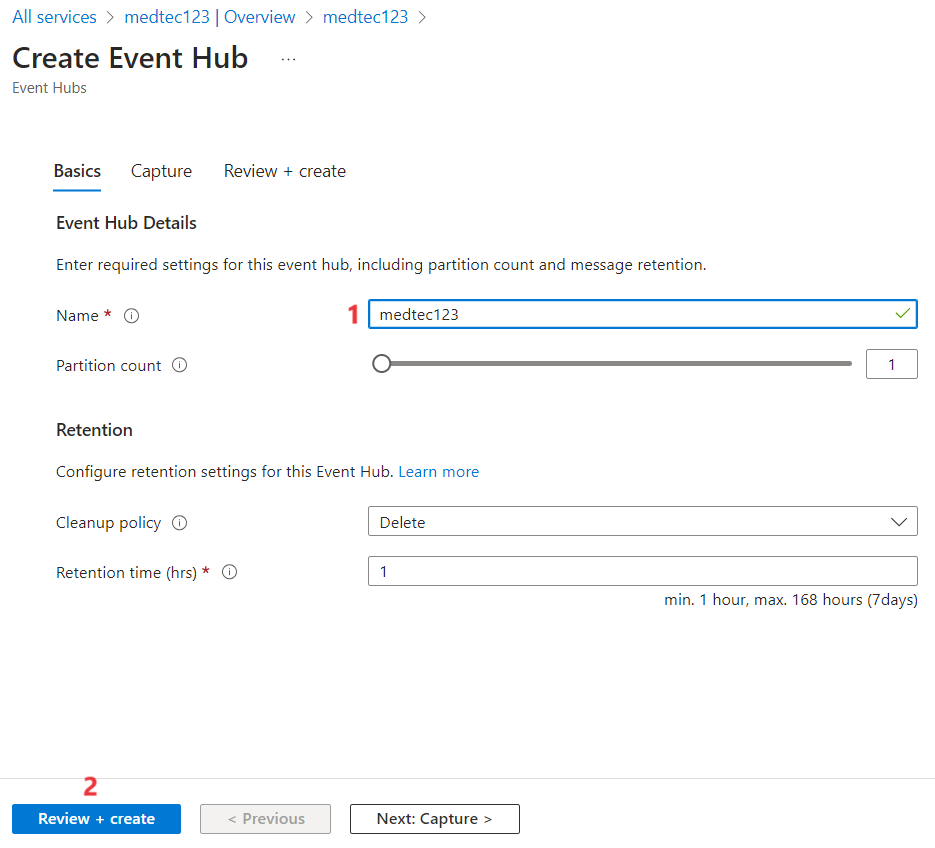 All services > medtec123 | Overview > medtec123 >
Create Event Hub ...
Event Hubs
Basics Capture Review + create
Event Hub Details
Enter required settings for this event hub, including partition count and message retention.
Name * 1 medtec123
Partition count 1
Retention
Configure retention settings for this Event Hub. Learn more
Cleanup policy Delete
Retention time (hrs) * 1
min. 1 hour, max. 168 hours (7days)
2
Review + create < Previous Next: Capture >